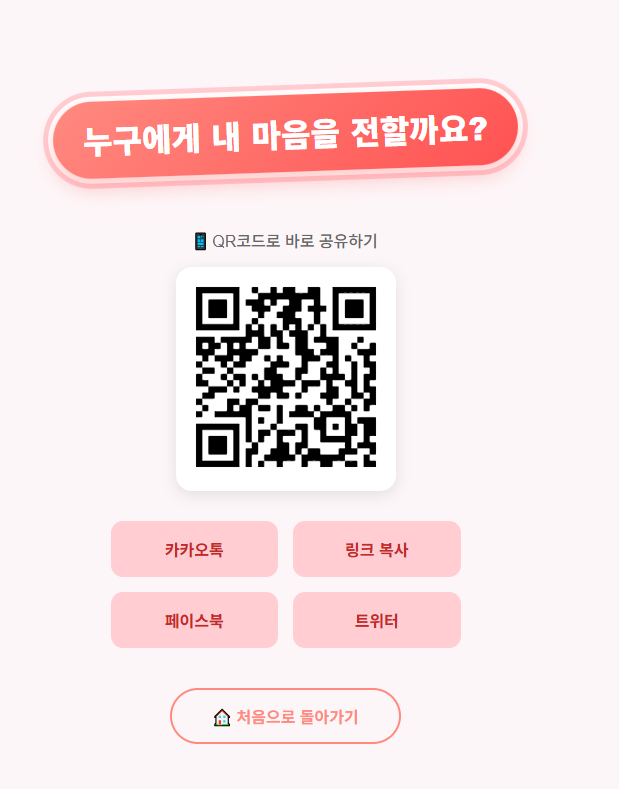 누구에게 내 마음을 전할까요?
📱 QR코드로 바로 공유하기
카카오톡
링크 복사
페이스북
트위터
🏠 처음으로 돌아가기